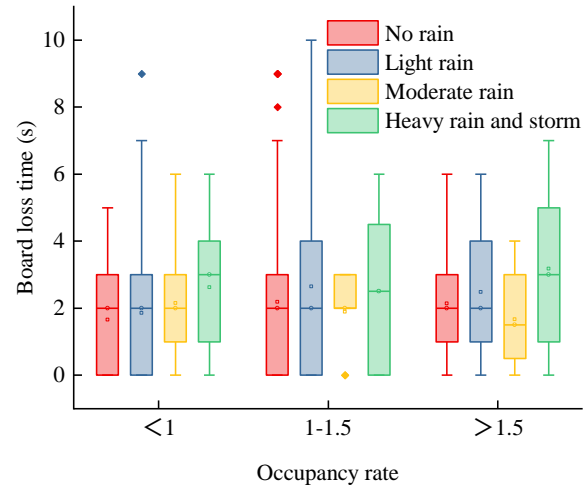 No rain
Light rain
Moderate rain
Heavy rain and storm
Board loss time (s)
10
8
6
4
2
0
<1
1-1.5
>1.5
Occupancy rate